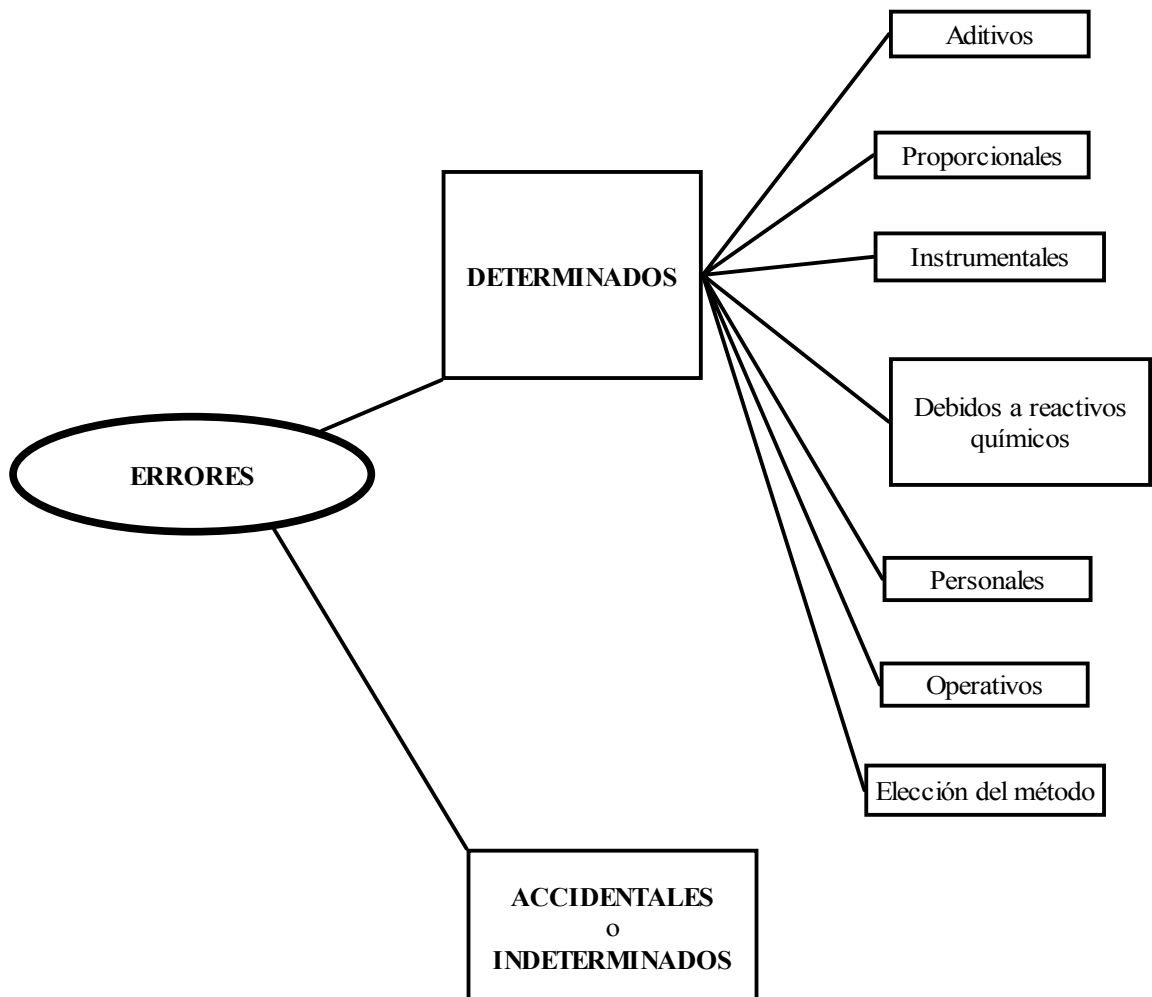 Aditivos
Proporcionales
DETERMINADOS
Instrumentales
Debidos a reactivos
químicos
ERRORES
Personales
Operativos
Elección del método
ACCIDENTALES
o
INDETERMINADOS